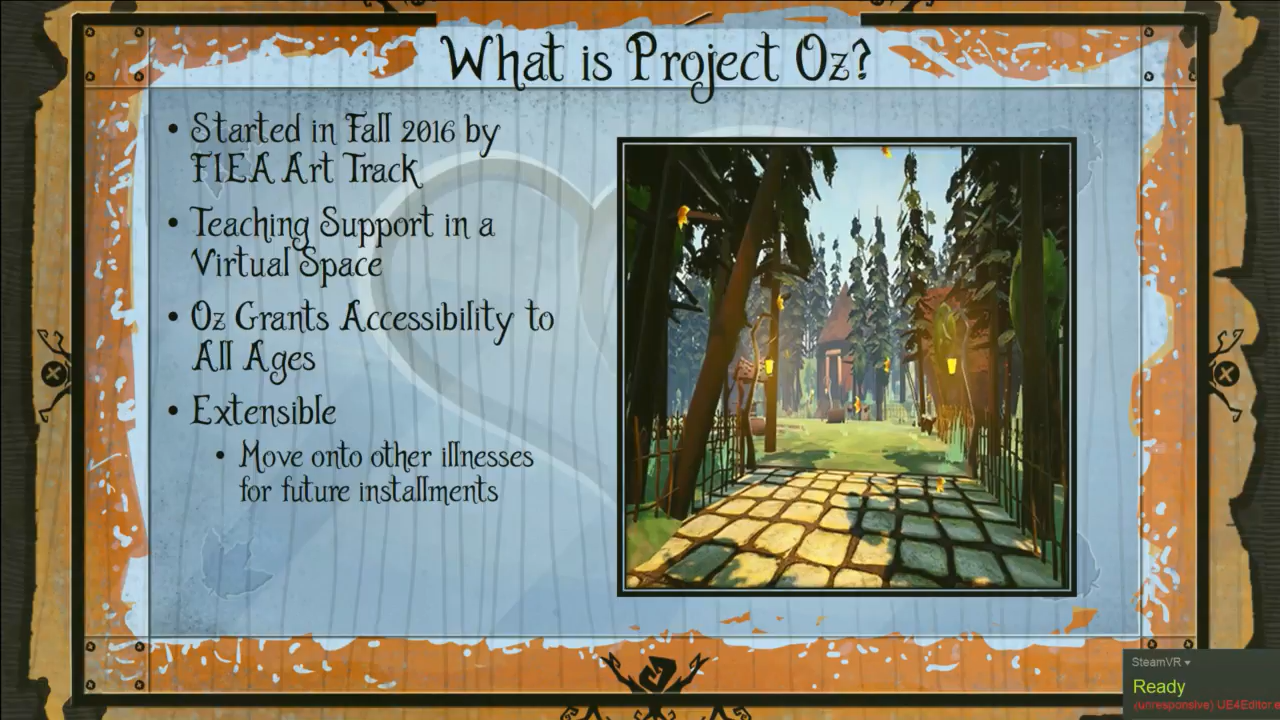 What is Project Oz?
• Started in Fall 2016 by
FIEA Art Track
• Teaching Support in a
Virtual Space
• Oz Grants Accessibility to
All Ages
• Extensible
• Move onto other illnesses
for future installments
SteamVR
Ready
(unresponsive) UE4Editor.e